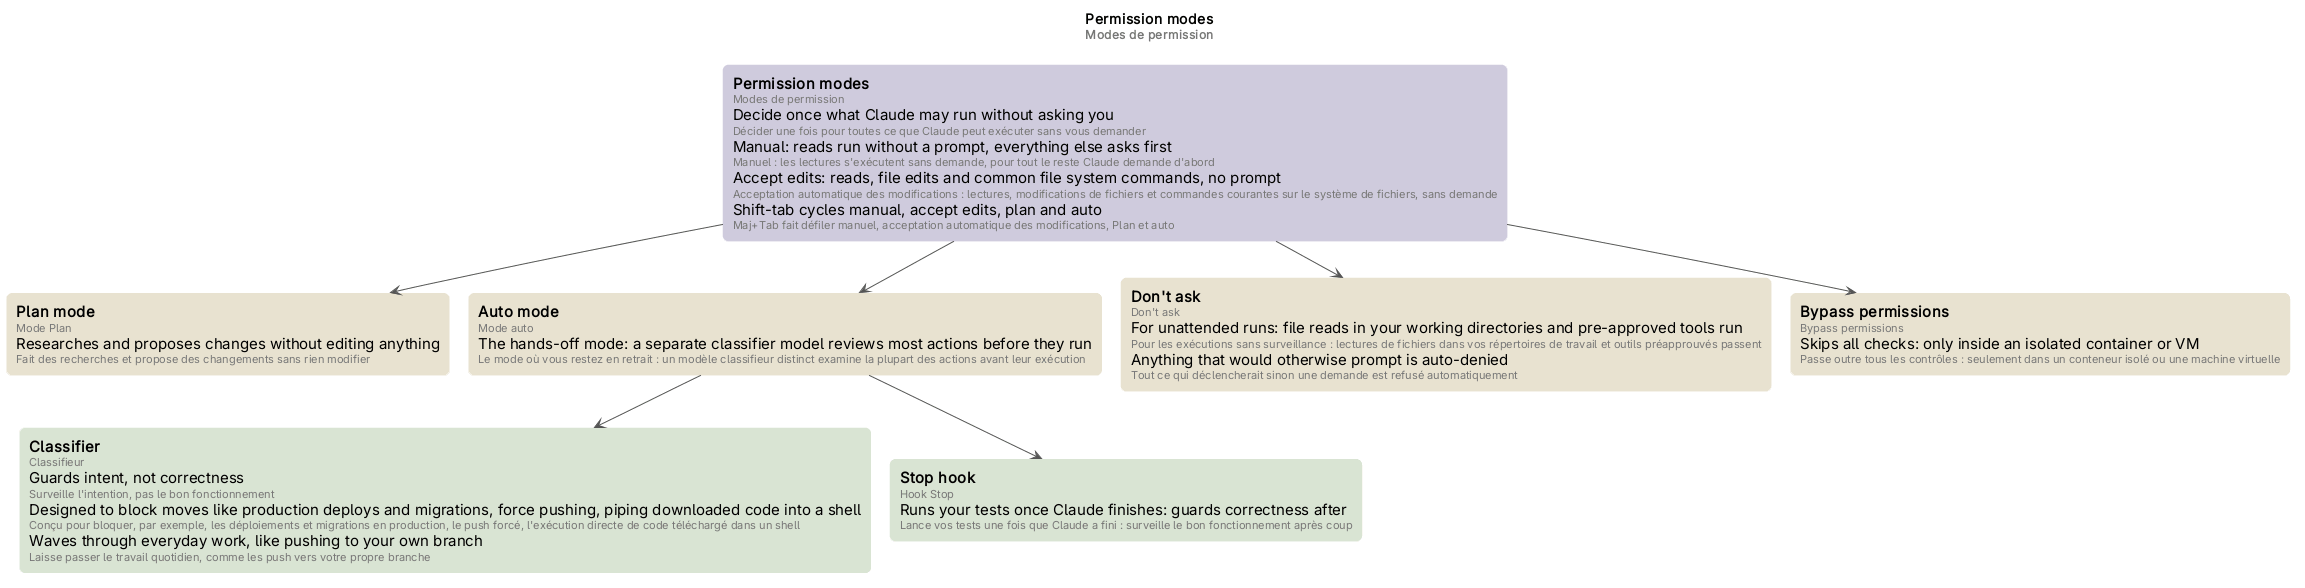 Permission modes
Modes de permission
Permission modes
Modes de permission
Decide once what Claude may run without asking you
Décider une fois pour toutes ce que Claude peut exécuter sans vous demander
Manual: reads run without a prompt, everything else asks first
Manuel : les lectures s'exécutent sans demande, pour tout le reste Claude demande d'abord
Accept edits: reads, file edits and common file system commands, no prompt
Acceptation automatique des modifications : lectures, modifications de fichiers et commandes courantes sur le système de fichiers, sans demande
Shift-tab cycles manual, accept edits, plan and auto
Maj+Tab fait défiler manuel, acceptation automatique des modifications, Plan et auto
Plan mode
Mode Plan
Researches and proposes changes without editing anything
Fait des recherches et propose des changements sans rien modifier
Auto mode
Mode auto
The hands-off mode: a separate classifier model reviews most actions before they run
Le mode où vous restez en retrait : un modèle classifieur distinct examine la plupart des actions avant leur exécution
Don't ask
Don't ask
For unattended runs: file reads in your working directories and pre-approved tools run
Pour les exécutions sans surveillance : lectures de fichiers dans vos répertoires de travail et outils préapprouvés passent
Anything that would otherwise prompt is auto-denied
Tout ce qui déclencherait sinon une demande est refusé automatiquement
Bypass permissions
Bypass permissions
Skips all checks: only inside an isolated container or VM
Passe outre tous les contrôles : seulement dans un conteneur isolé ou une machine virtuelle
Classifier
Classifieur
Guards intent, not correctness
Surveille l'intention, pas le bon fonctionnement
Designed to block moves like production deploys and migrations, force pushing, piping downloaded code into a shell
Conçu pour bloquer, par exemple, les déploiements et migrations en production, le push forcé, l'exécution directe de code téléchargé dans un shell
Waves through everyday work, like pushing to your own branch
Laisse passer le travail quotidien, comme les push vers votre propre branche
Stop hook
Hook Stop
Runs your tests once Claude finishes: guards correctness after
Lance vos tests une fois que Claude a fini : surveille le bon fonctionnement après coup